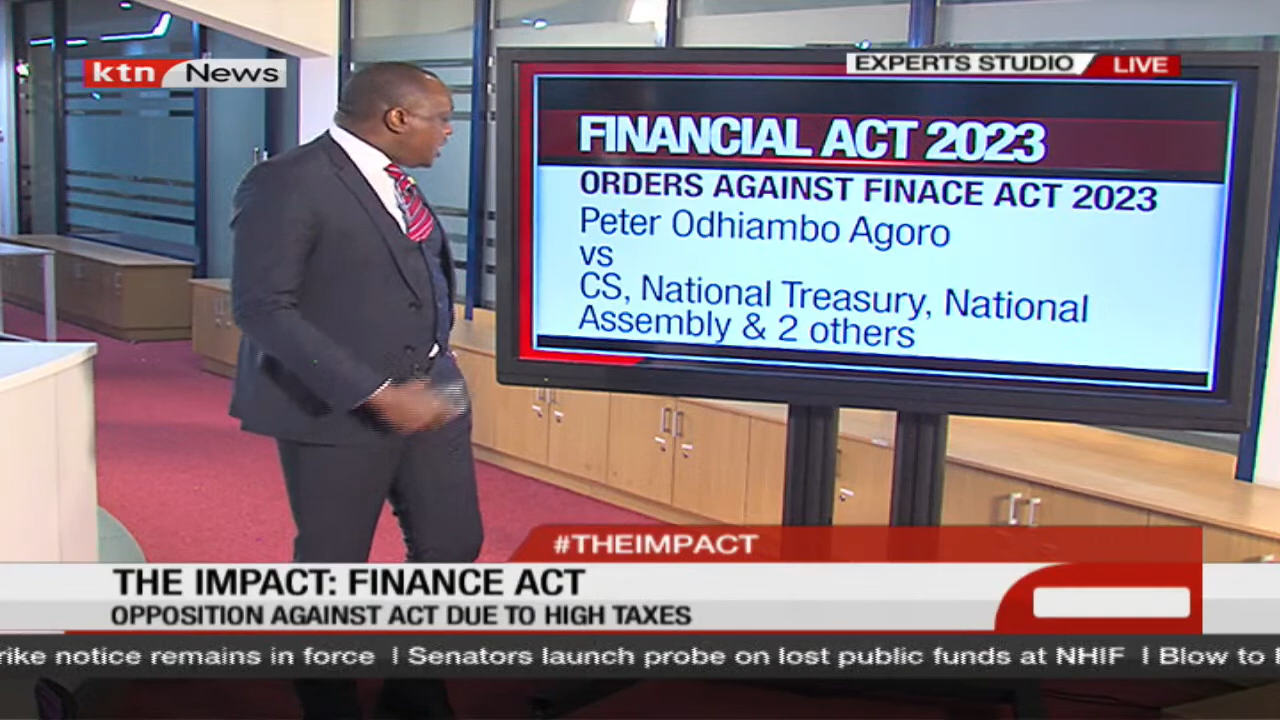 ktn News
EXPERTS STUDIO LIVE
FINANCIAL ACT 2023
ORDERS AGAINST FINACE ACT 2023
Peter Odhiambo Agoro
vs
CS, National Treasury, National
Assembly & 2 others
#THEIMPACT
THE IMPACT: FINANCE ACT
OPPOSITION AGAINST ACT DUE TO HIGH TAXES
rike notice remains in force | Senators launch probe on lost public funds at NHIF | Blow to